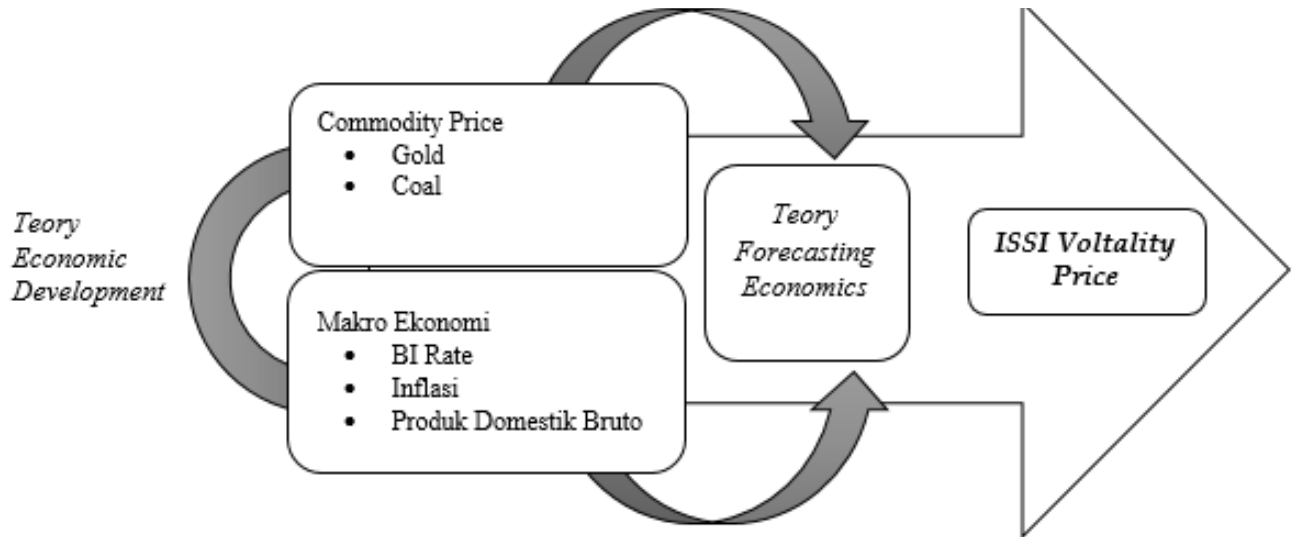 Commodity Price
• Gold
• Coal
Teory
Economic
Development
Makro Ekonomi
• BI Rate
• Inflasi
• Produk Domestik Bruto
Teory
Forecasting
Economics
ISSI Voltality
Price